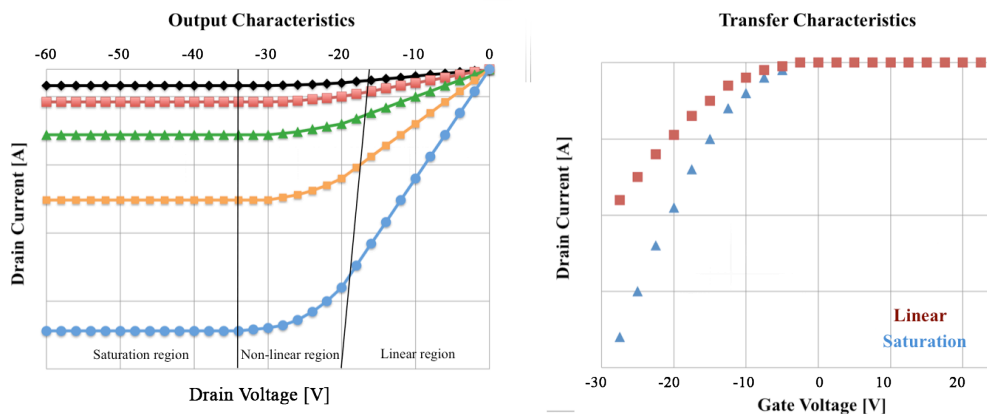 Output Characteristics
-60 -50 -40 -30 -20 -10 0
Drain Current [A]
Saturation region Non-linear region Linear region
Drain Voltage [V]
Transfer Characteristics
Drain Current [A]
Linear
Saturation
-30 -20 -10 0 10 20
Gate Voltage [V]